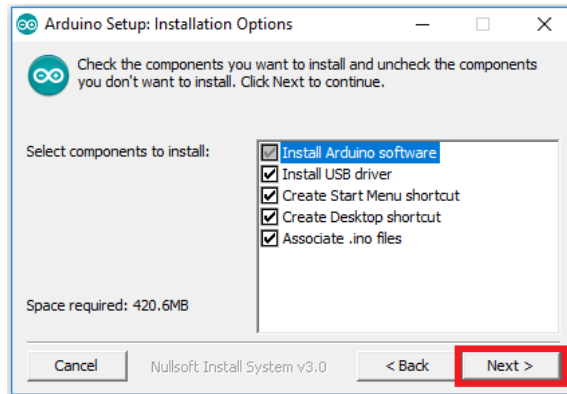 Arduino Setup: Installation Options
Check the components you want to install and uncheck the components
you don't want to install. Click Next to continue.
Select components to install:
Install Arduino software
Install USB driver
Create Start Menu shortcut
Create Desktop shortcut
Associate .ino files
Space required: 420.6MB
Cancel
Nullsoft Install System v3.0
< Back
Next >